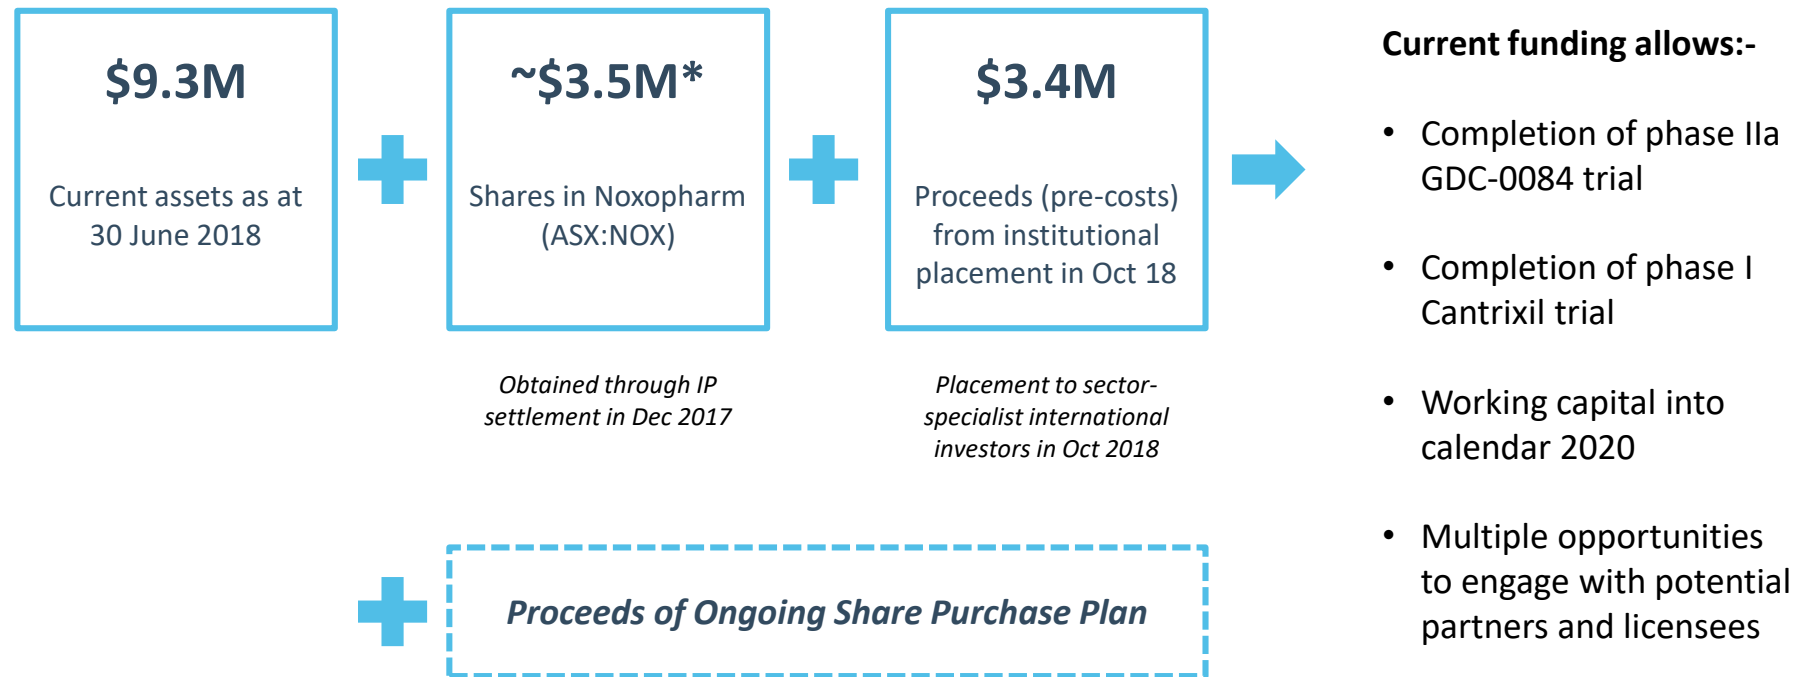 $9.3M
Current assets as at
30 June 2018
~$3.5M*
Shares in Noxopharm
(ASX:NOX)
Obtained through IP
settlement in Dec 2017
$3.4M
Proceeds (pre-costs)
from institutional
placement in Oct 18
Placement to sector-
specialist international
investors in Oct 2018
Proceeds of Ongoing Share Purchase Plan
Current funding allows:-
• Completion of phase IIa
GDC-0084 trial
• Completion of phase I
Cantrixil trial
• Working capital into
calendar 2020
• Multiple opportunities
to engage with potential
partners and licensees